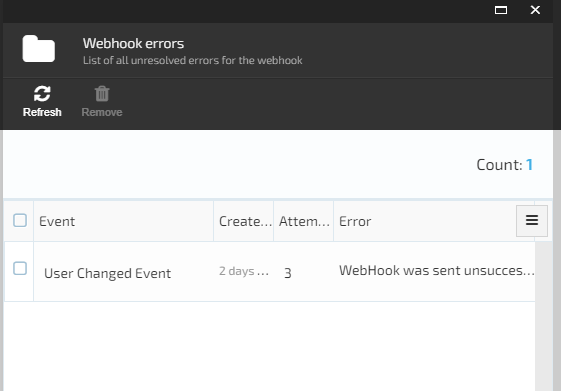 Webhook errors
List of all unresolved errors for the webhook
Refresh Remove
Count: 1
Event Create... Attem... Error
User Changed Event 2 days ... 3 WebHook was sent unsucces...